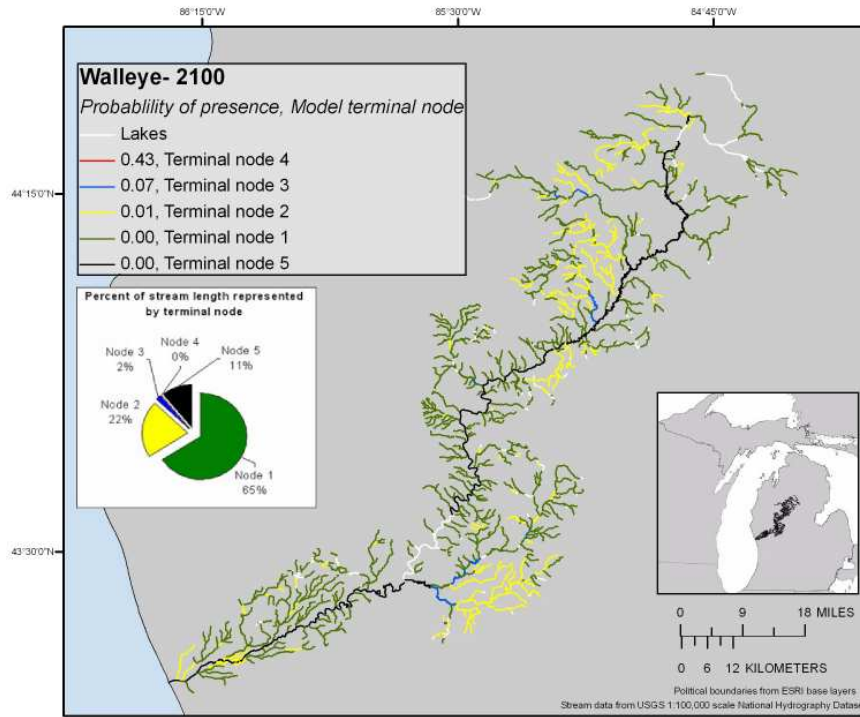 86°15'0"W 85°30'0"W 84°45'0"W
Walleye- 2100
Probablility of presence, Model terminal node
Lakes
0.43, Terminal node 4
0.07, Terminal node 3
0.01, Terminal node 2
0.00, Terminal node 1
0.00, Terminal node 5
44°15'0"N
Percent of stream length represented
by terminal node
Node 4
0%
Node 3
2%
Node 5
11%
Node 2
22%
Node 1
65%
43°30'0"N
0 9 18 MILES
0 6 12 KILOMETERS
Political boundaries from ESRI base layers
Stream data from USGS 1:100,000 scale National Hydrography Datase